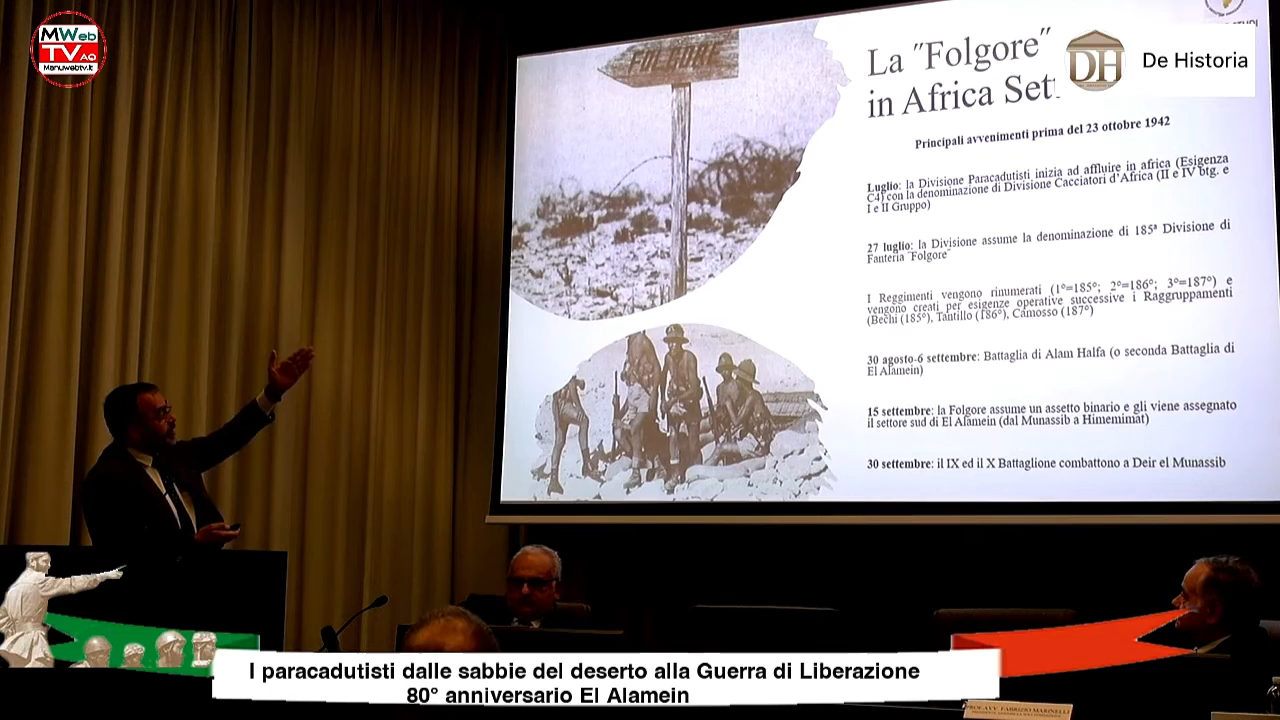 MWeb
TV AQ
Manuwebtv.it
FOLGORE
La "Folgore"
in Africa Set
DH
De Historia
Principali avvenimenti prima del 23 ottobre 1942
Luglio: la Divisione Paracadutisti inizia ad affluire in africa (Esigenza
C4) con la denominazione di Divisione Cacciatori d'Africa (II e IV btg. e
I e II Gruppo)
27 luglio: la Divisione assume la denominazione di 185ª Divisione di
Fanteria "Folgore"
I Reggimenti vengono rinumerati (1°=185°; 2°=186°; 3°=187°) e
vengono creati per esigenze operative successive i Raggruppamenti
(Bechi (185°), Tantillo (186°), Camosso (187°)
30 agosto-6 settembre: Battaglia di Alam Halfa (o seconda Battaglia di
El Alamein)
15 settembre: la Folgore assume un assetto binario e gli viene assegnato
il settore sud di El Alamein (dal Munassib a Himemimat)
30 settembre: il IX ed il X Battaglione combattono a Deir el Munassib
I paracadutisti dalle sabbie del deserto alla Guerra di Liberazione
80° anniversario El Alamein
PROF. AVV. FABRIZIO MARINELLI